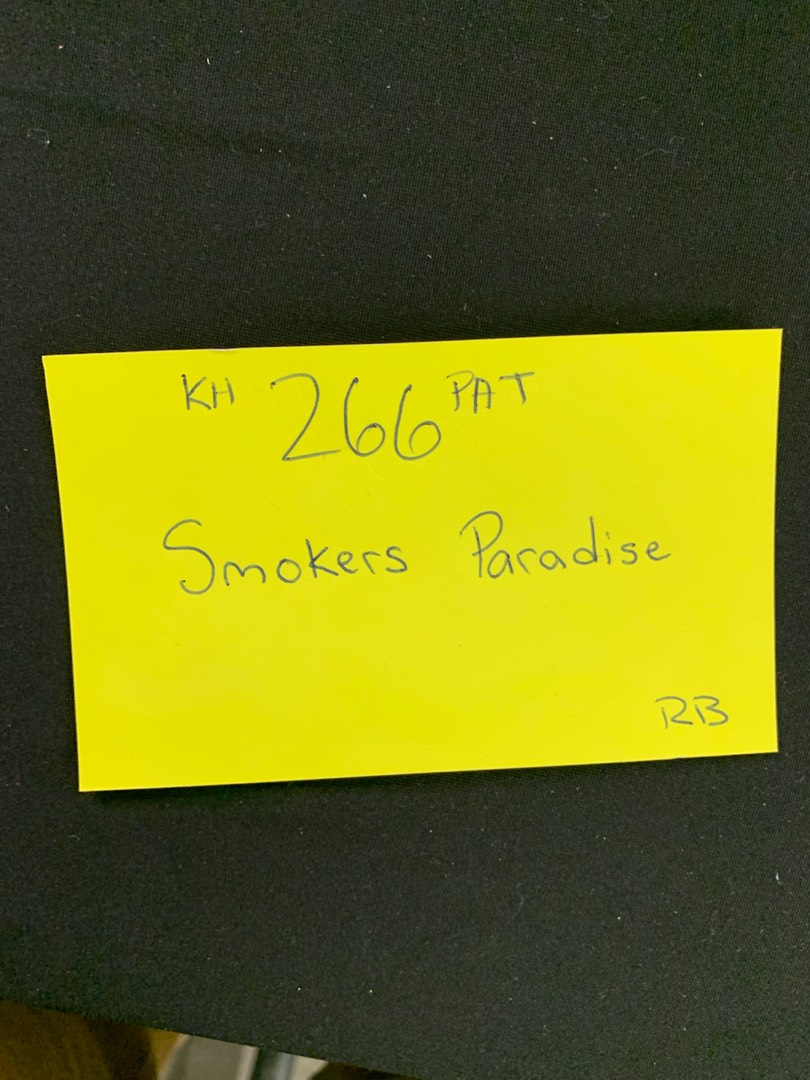 KH 266 PAT
Smokers Paradise
RB